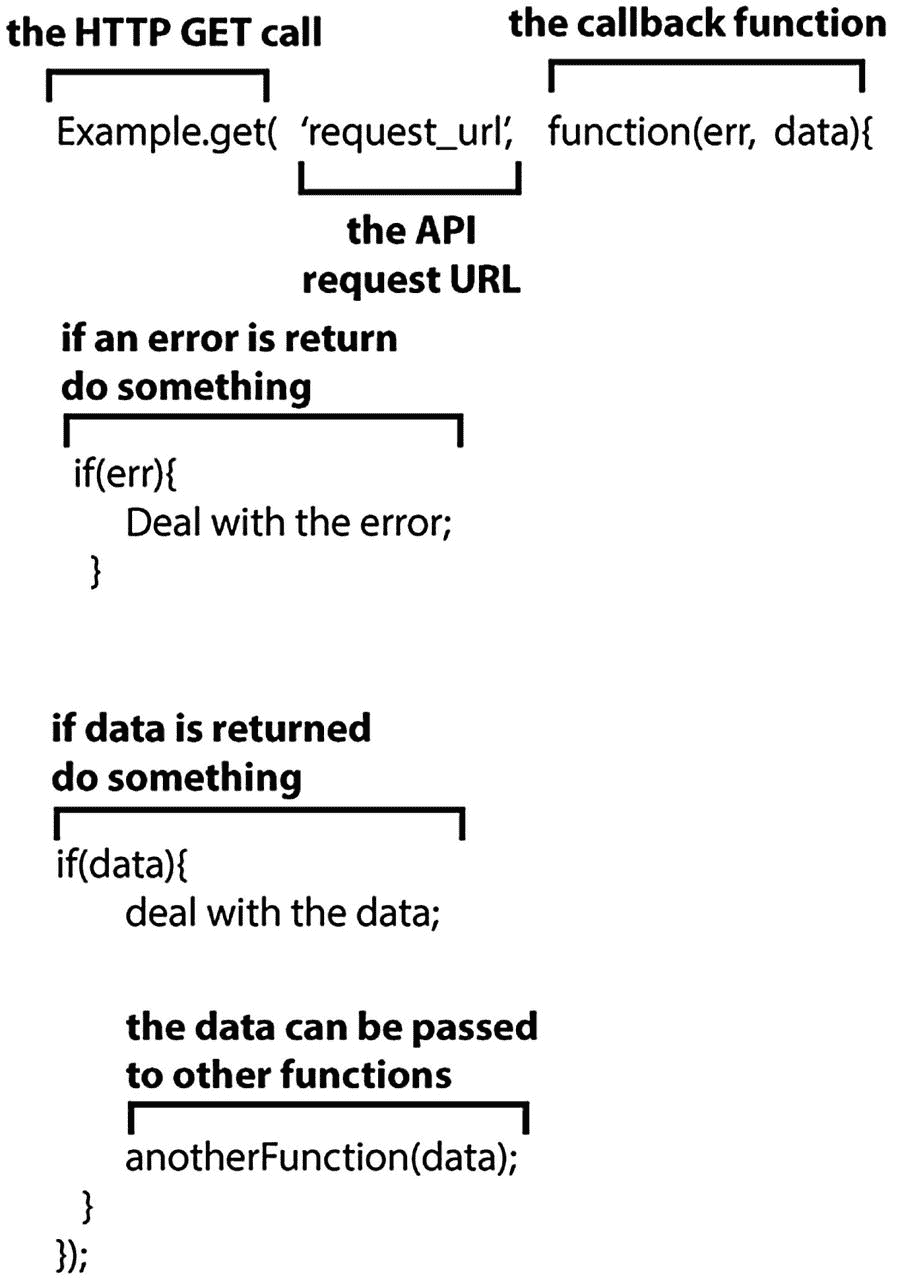 the HTTP GET call
the callback function
Example.get( ‘request_url’, function(err, data){
the API
request URL
if an error is return
do something
if(err){
Deal with the error;
}
if data is returned
do something
if(data){
deal with the data;
the data can be passed
to other functions
anotherFunction(data);
}
});